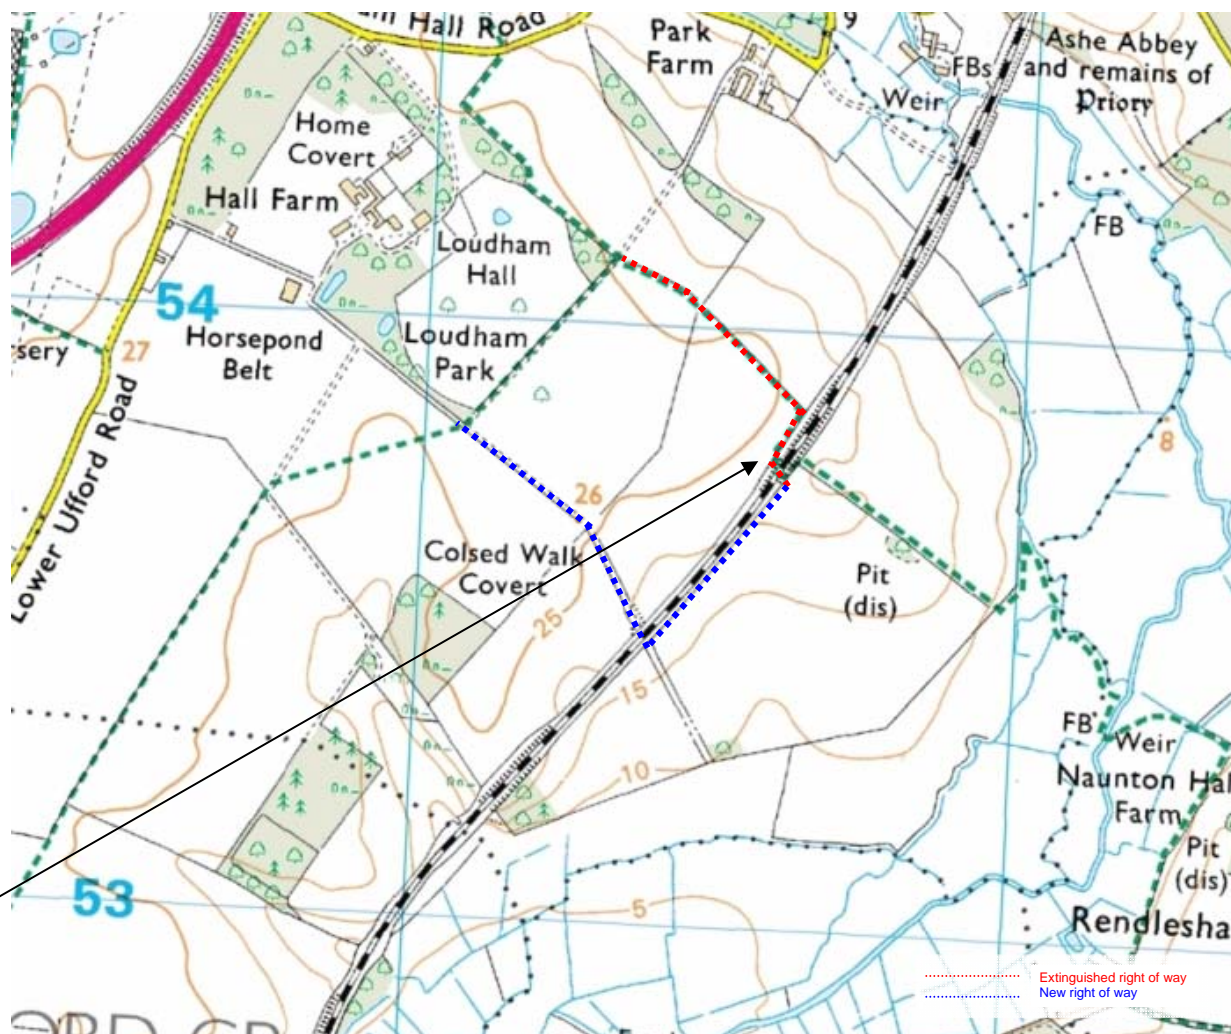 Hall Road
9
Park
Farm
Ashe Abbey
and remains of
Priory
FBs
Weir
Home
Covert
Hall Farm
FB
Loudham
Hall
54
Horsepond
Belt
Loudham
Park
27
8
Lower Ufford Road
26
Colsed Walk
Covert
25
Pit
(dis)
15
FB
Weir
10
Naunton Hal
Farm
Pit
(dis)
53
5
Rendlesha
Extinguished right of way
New right of way